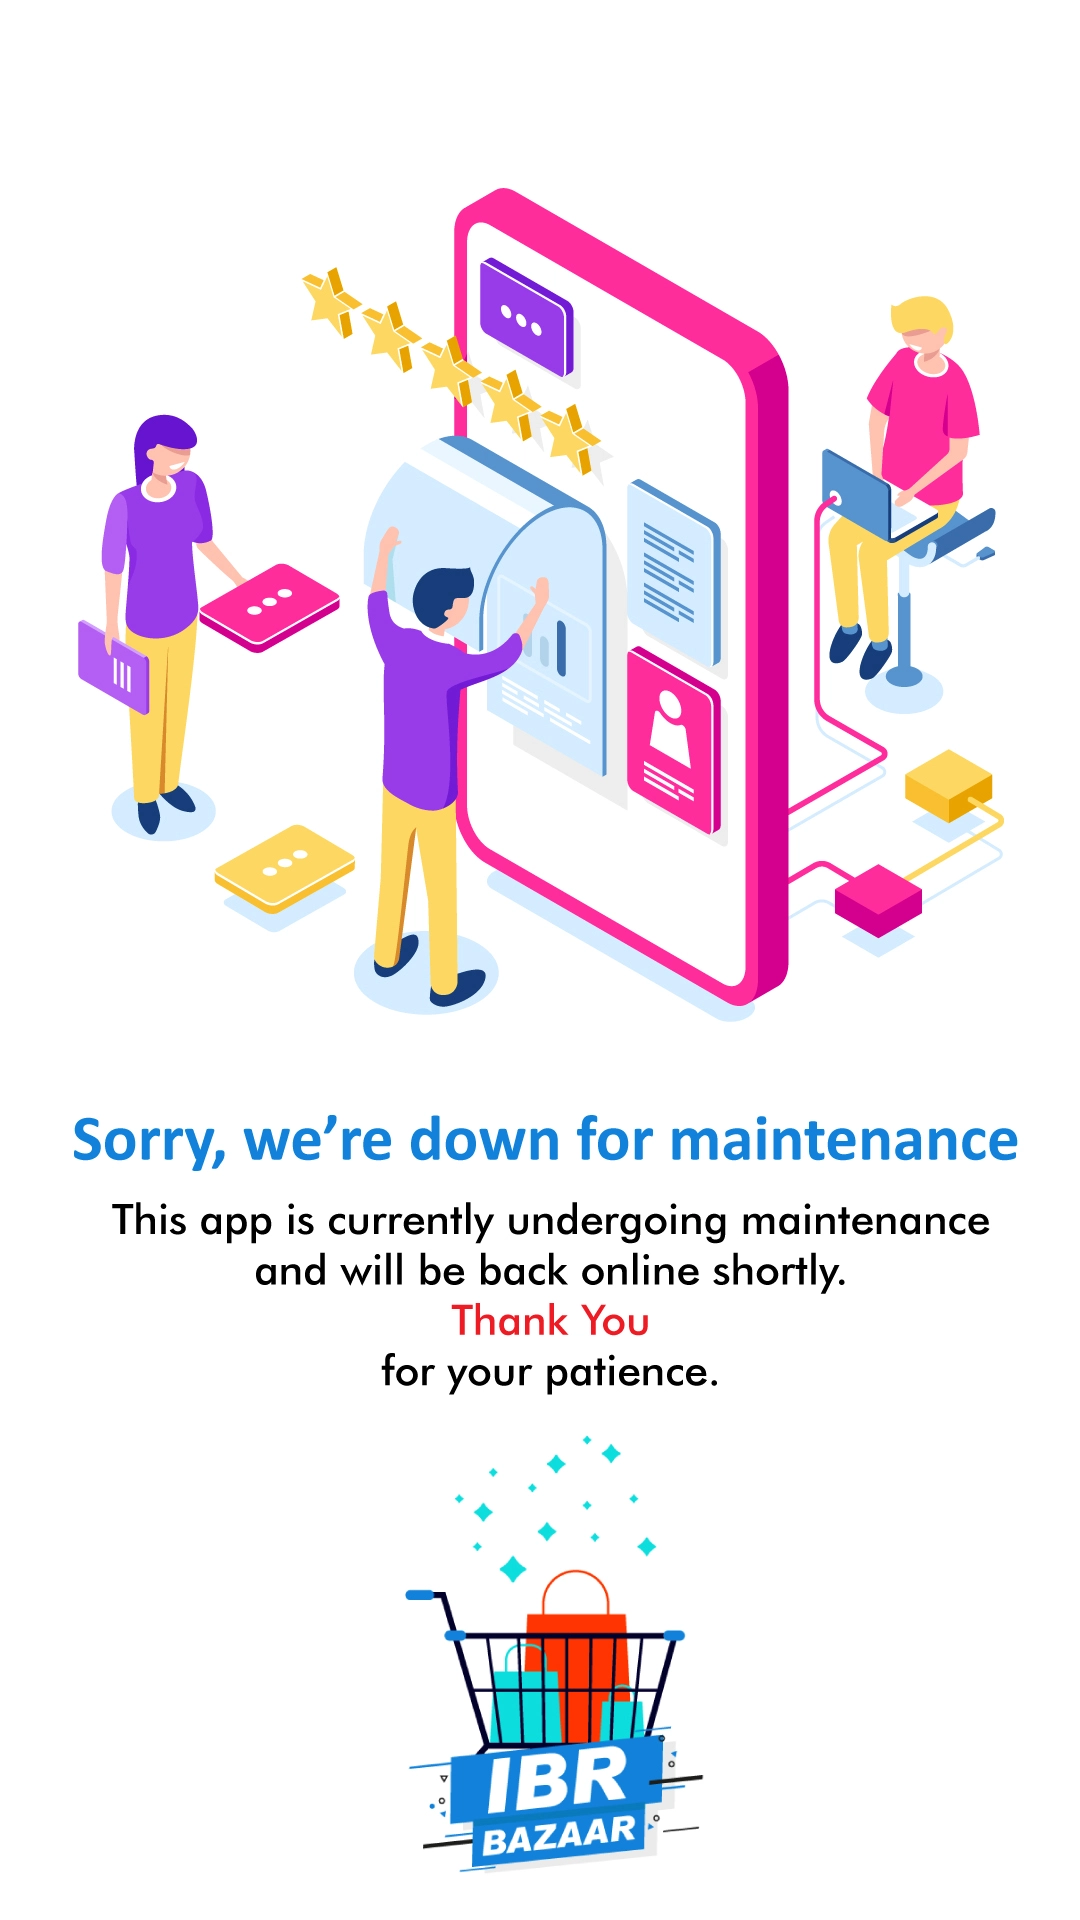 Sorry, we’re down for maintenance
This app is currently undergoing maintenance
and will be back online shortly.
Thank You
for your patience.
IBR
BAZAAR